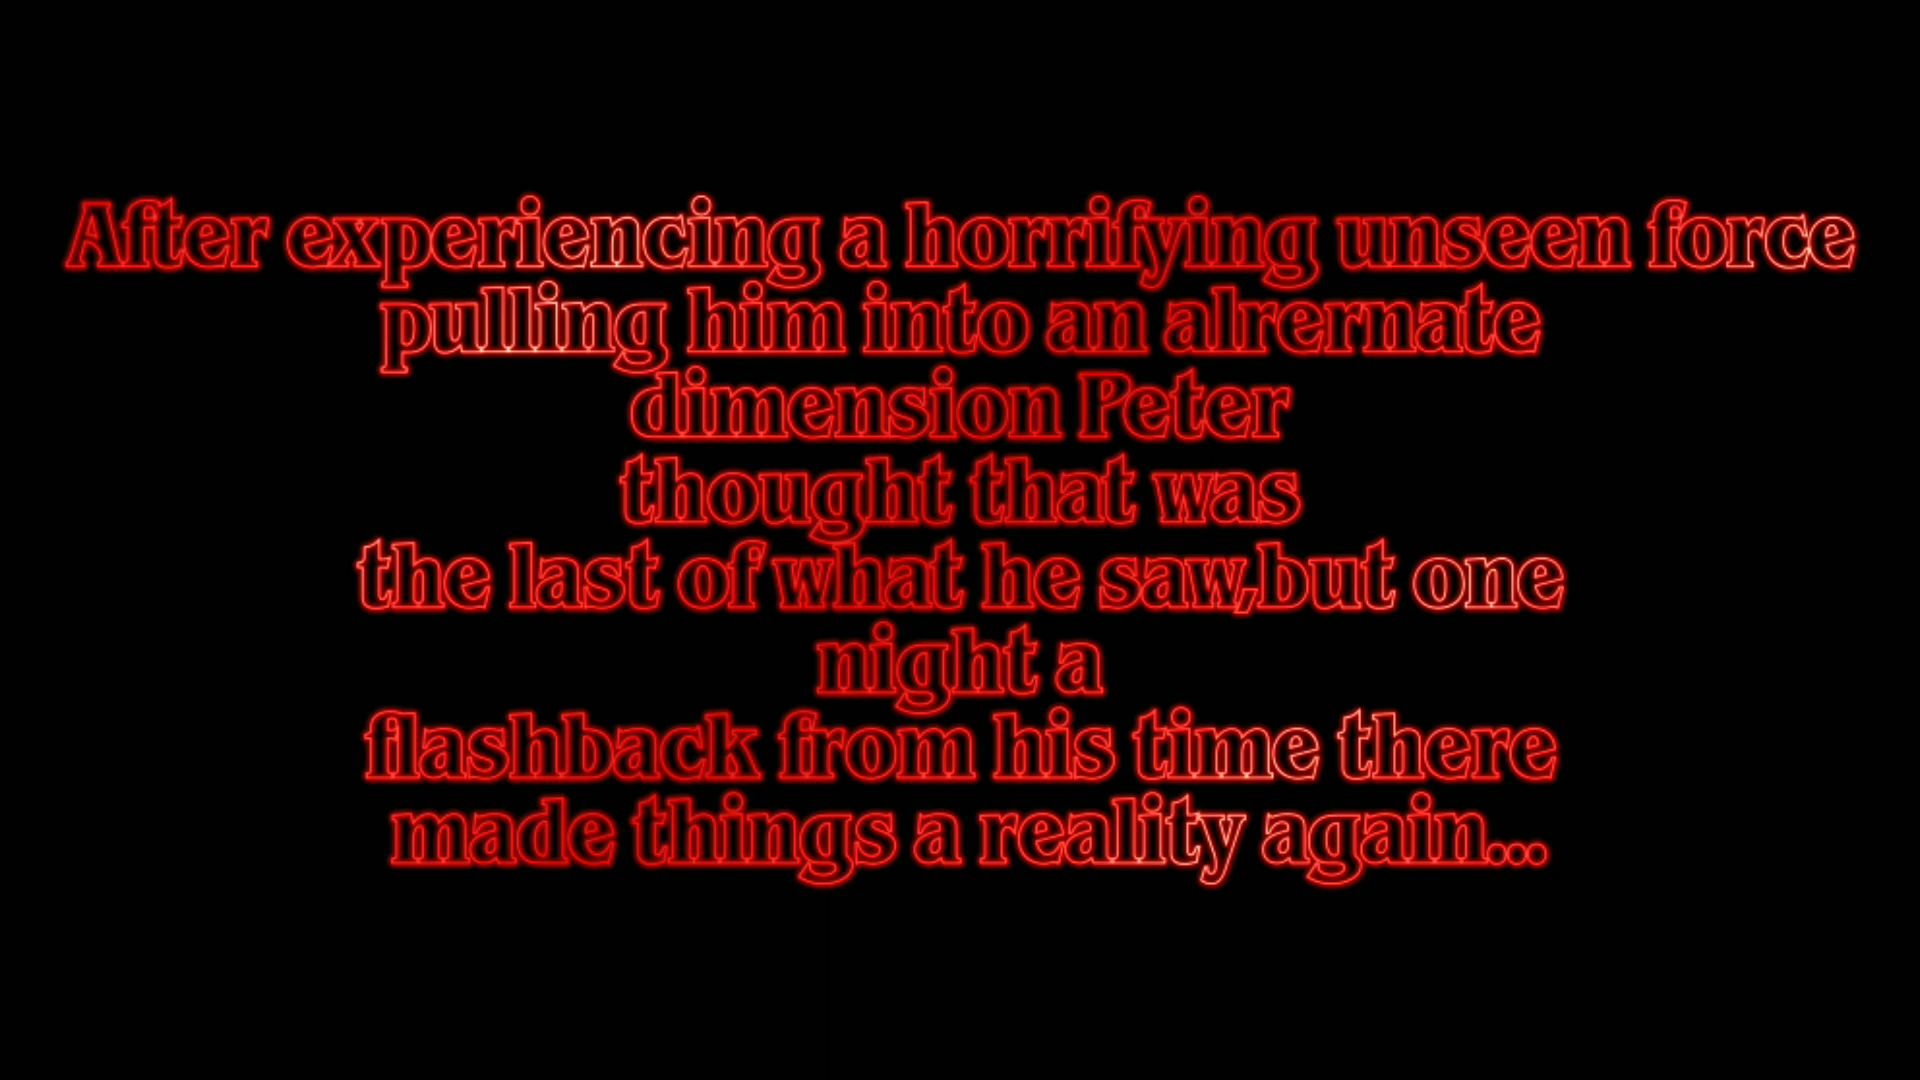 After experiencing a horrifying unseen force
pulling him into an alrernate
dimension Peter
thought that was
the last of what he saw,but one
night a
flashback from his time there
made things a reality again...